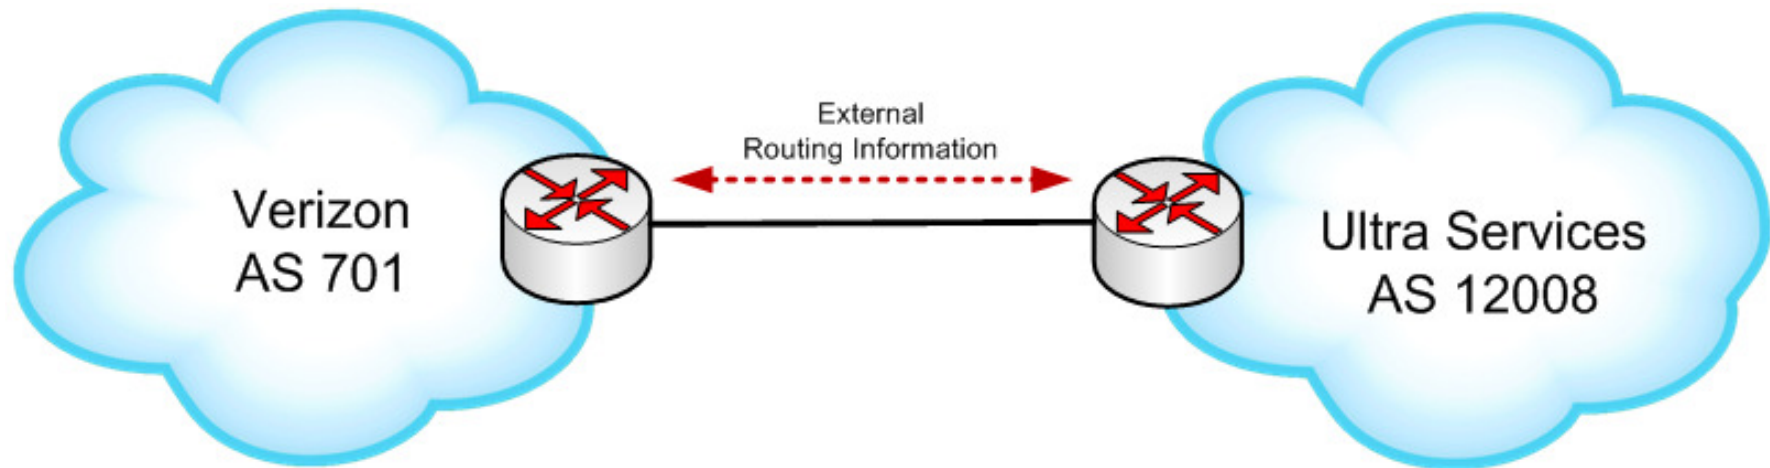 External
Routing Information
Verizon
AS 701
Ultra Services
AS 12008